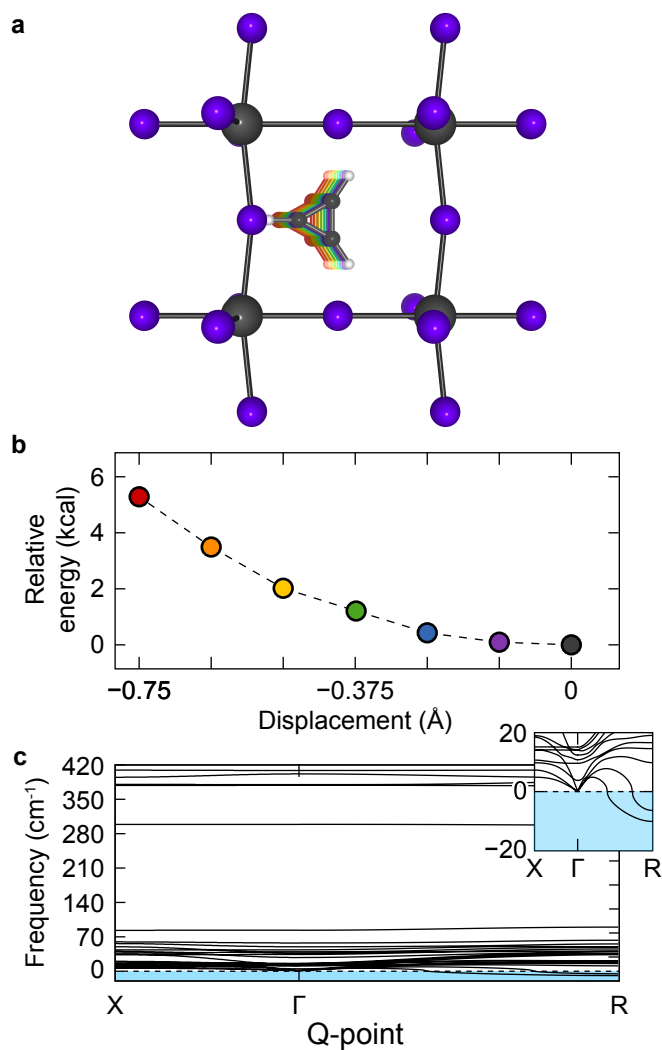 a
b
Relative
energy (kcal)
6
4
2
0
−0.75
−0.375
0
Displacement (Å)
c
Frequency (cm⁻¹)
420
350
280
210
140
70
0
X
Γ
R
Q-point
20
0
−20
X
Γ
R